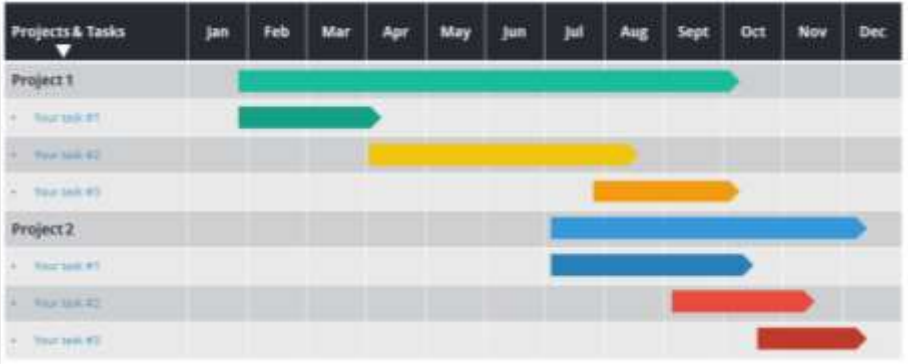 Projects & Tasks Jan Feb Mar Apr May Jun Jul Aug Sept Oct Nov Dec
Project 1
Your task #1
Your task #2
Your task #3
Project 2
Your task #1
Your task #2
Your task #3